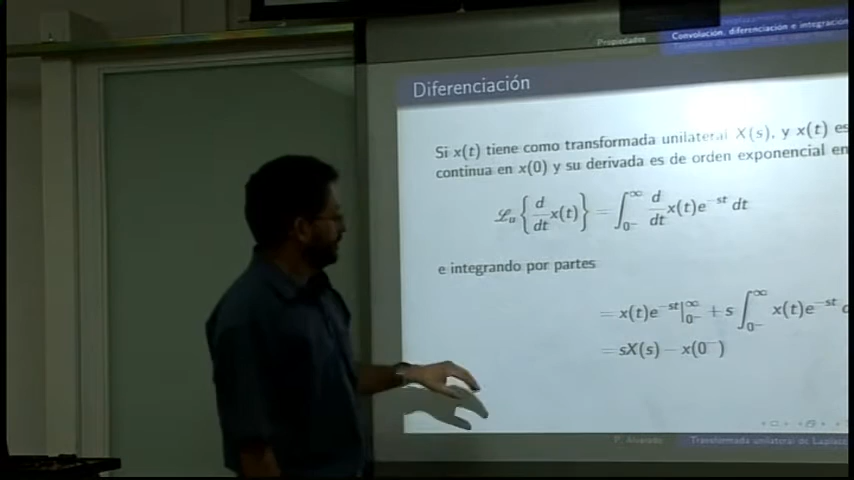 Propiedades Convolución, diferenciación e integración
Diferenciación
Si x(t) tiene como transformada unilateral X(s), y x(t) es
continua en x(0) y su derivada es de orden exponencial en
ℒu{d/dt x(t)} = ∫_{0⁻}^{∞} d/dt x(t)e^{−st} dt
e integrando por partes
= x(t)e^{−st}|_{0⁻}^{∞} + s ∫_{0⁻}^{∞} x(t)e^{−st}
= sX(s) − x(0⁻)
P. Alvarado Transformada unilateral de Laplace